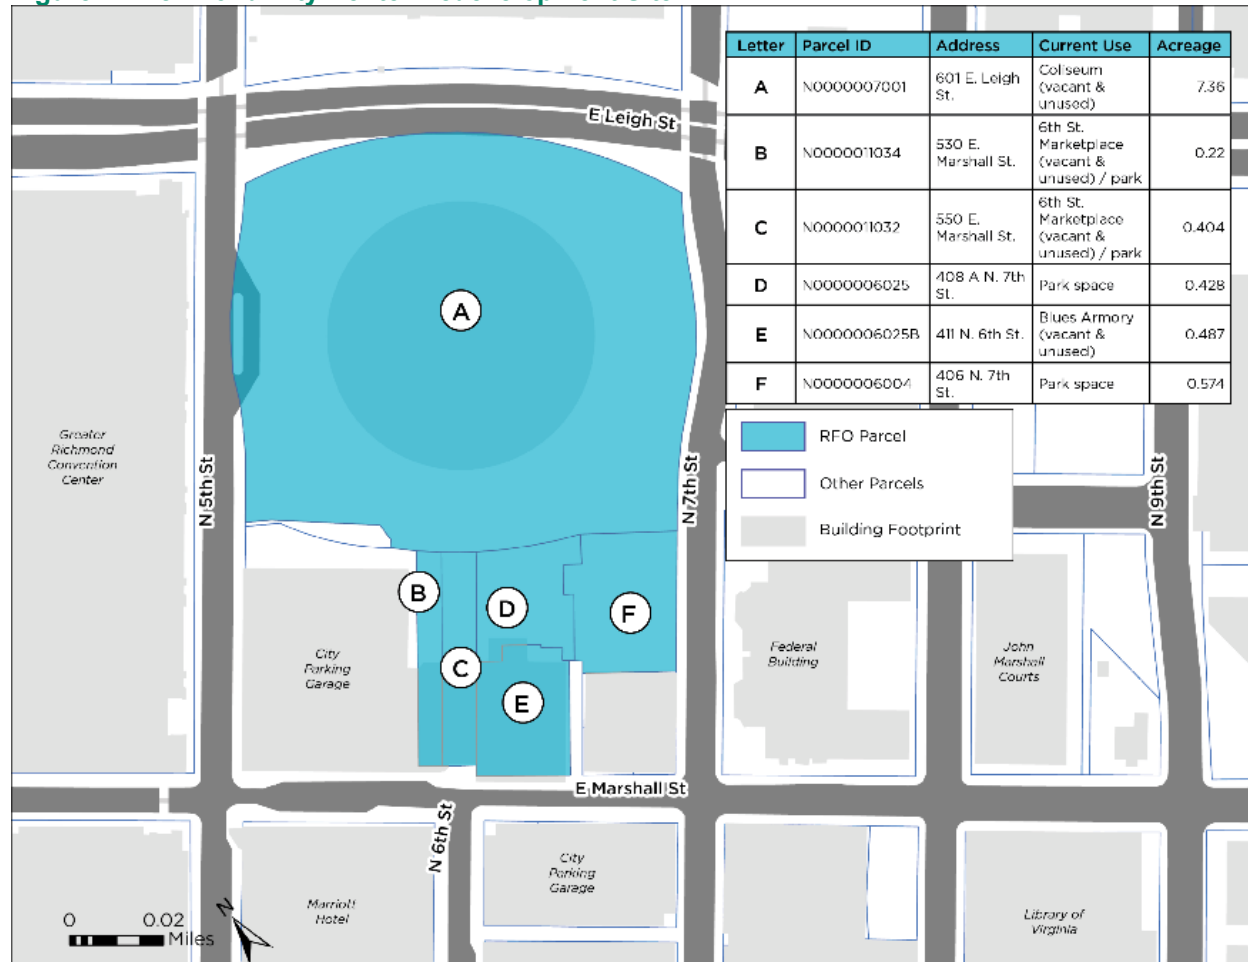 Letter Parcel ID Address Current Use Acreage
A N0000007001 601 E. Leigh St. Coliseum (vacant & unused) 7.36
B N0000011034 530 E. Marshall St. 6th St. Marketplace (vacant & unused) / park 0.22
C N0000011032 550 E. Marshall St. 6th St. Marketplace (vacant & unused) / park 0.404
D N0000006025 408 A N. 7th St. Park space 0.428
E N0000006025B 411 N. 6th St. Blues Armory (vacant & unused) 0.487
F N0000006004 406 N. 7th St. Park space 0.574
RFO Parcel
Other Parcels
Building Footprint
E Leigh St
A
Greater
Richmond
Convention
Center
N 5th St
N 7th St
N 9th St
B
D
F
C
E
City
Parking
Garage
Federal
Building
John
Marshall
Courts
E Marshall St
N 6th St
City
Parking
Garage
Marriott
Hotel
Library of
Virginia
0 0.02
Miles
N